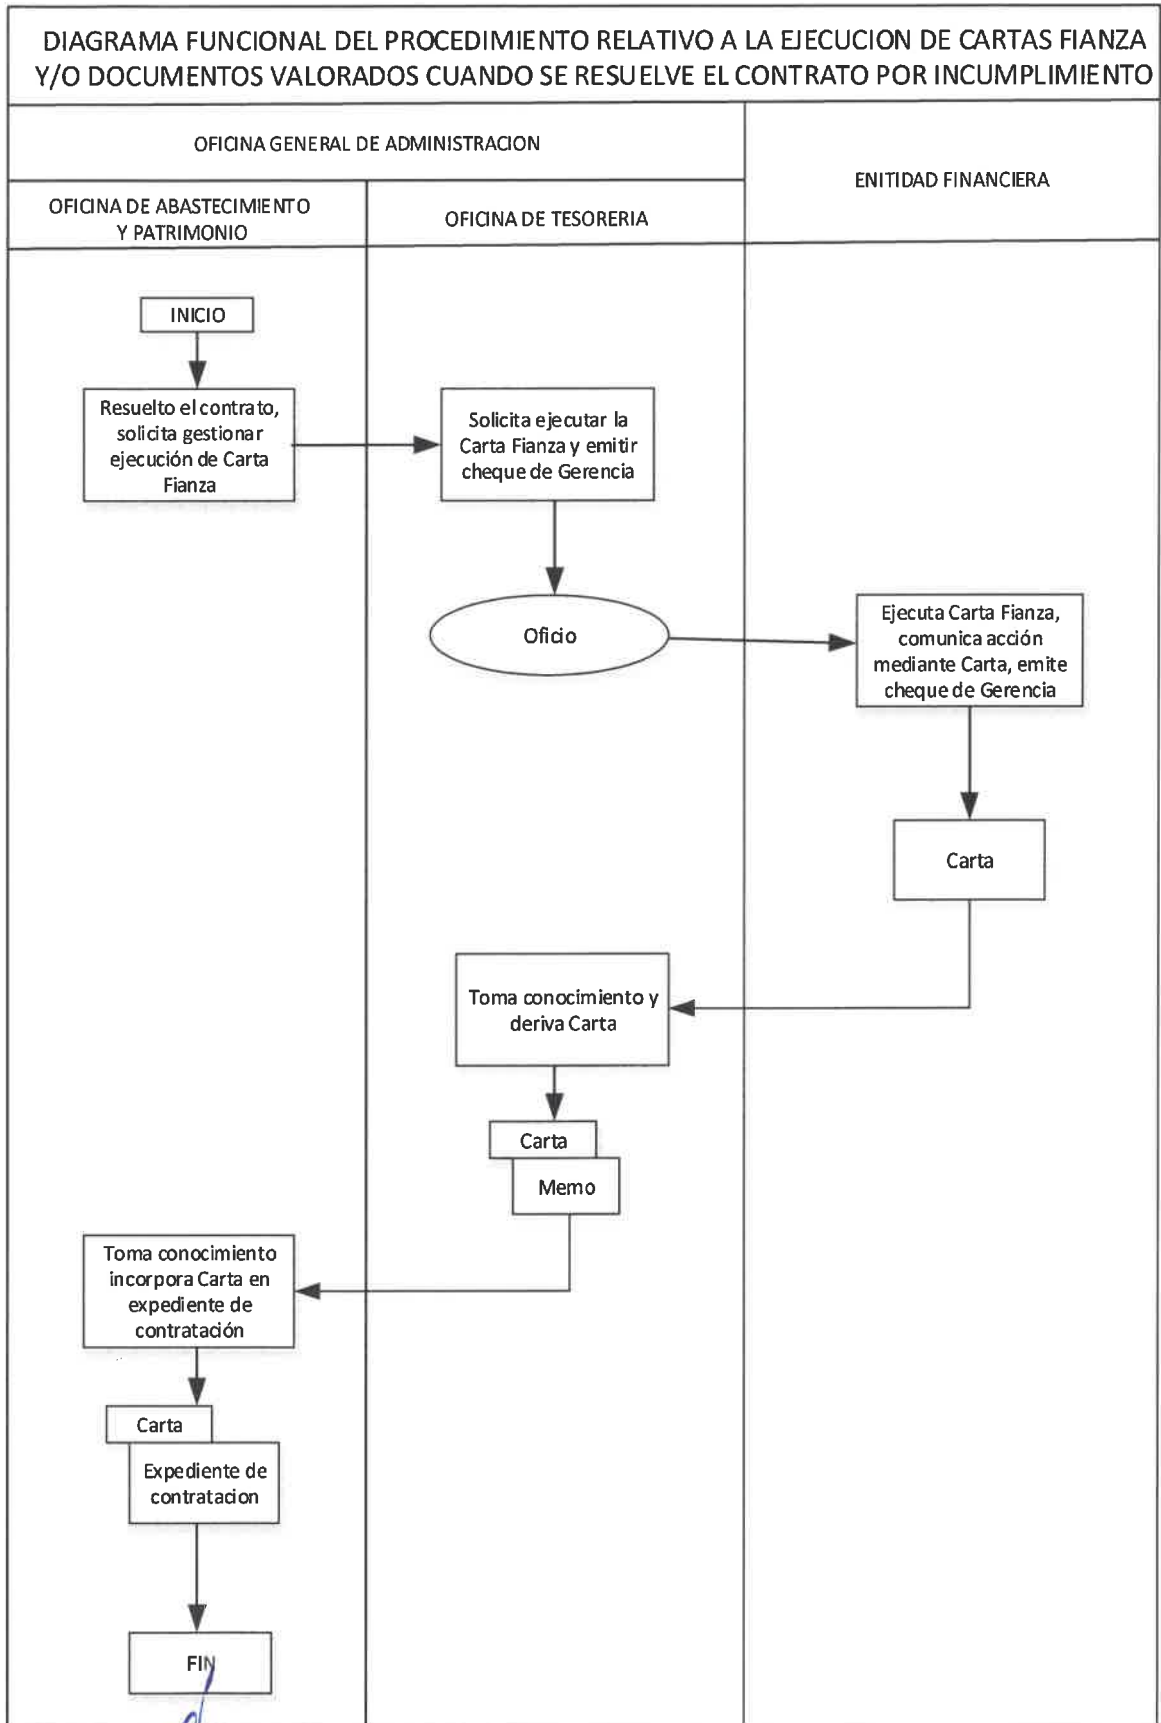 DIAGRAMA FUNCIONAL DEL PROCEDIMIENTO RELATIVO A LA EJECUCION DE CARTAS FIANZA
Y/O DOCUMENTOS VALORADOS CUANDO SE RESUELVE EL CONTRATO POR INCUMPLIMIENTO
OFICINA GENERAL DE ADMINISTRACION
ENITIDAD FINANCIERA
OFICINA DE ABASTECIMIENTO
Y PATRIMONIO
OFICINA DE TESORERIA
INICIO
Resuelto el contrato,
solicita gestionar
ejecución de Carta
Fianza
Solicita ejecutar la
Carta Fianza y emitir
cheque de Gerencia
Oficio
Ejecuta Carta Fianza,
comunica acción
mediante Carta, emite
cheque de Gerencia
Carta
Toma conocimiento y
deriva Carta
Carta
Memo
Toma conocimiento
incorpora Carta en
expediente de
contratación
Carta
Expediente de
contratacion
FIN